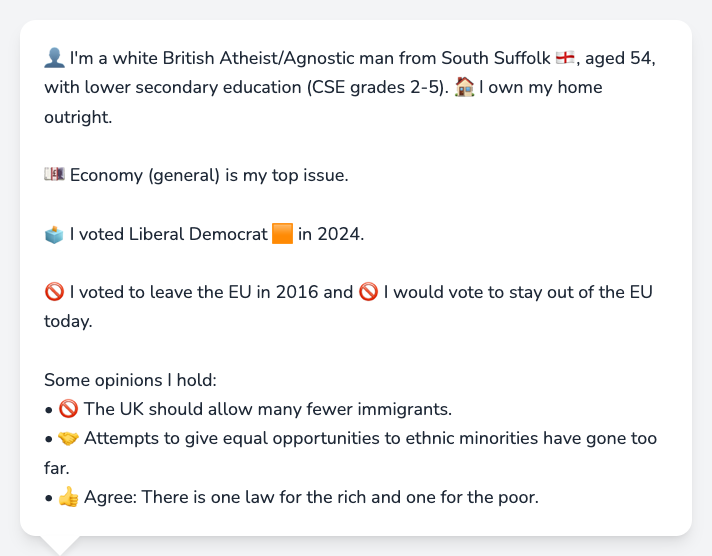 👤 I'm a white British Atheist/Agnostic man from South Suffolk 🏴󠁧󠁢󠁥󠁮󠁧󠁿, aged 54,
with lower secondary education (CSE grades 2-5). 🏠 I own my home
outright.
💷 Economy (general) is my top issue.
🗳️ I voted Liberal Democrat 🟧 in 2024.
🚫 I voted to leave the EU in 2016 and 🚫 I would vote to stay out of the EU
today.
Some opinions I hold:
• 🚫 The UK should allow many fewer immigrants.
• 🤝 Attempts to give equal opportunities to ethnic minorities have gone too
far.
• 👍 Agree: There is one law for the rich and one for the poor.